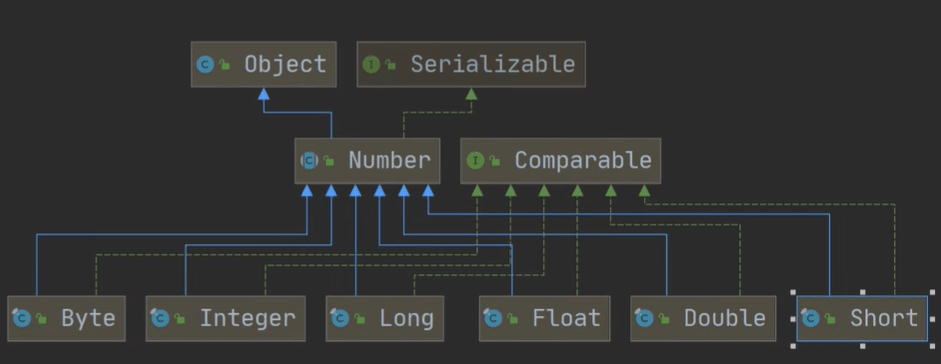 Object Serializable
Number Comparable
Byte Integer Long Float Double Short